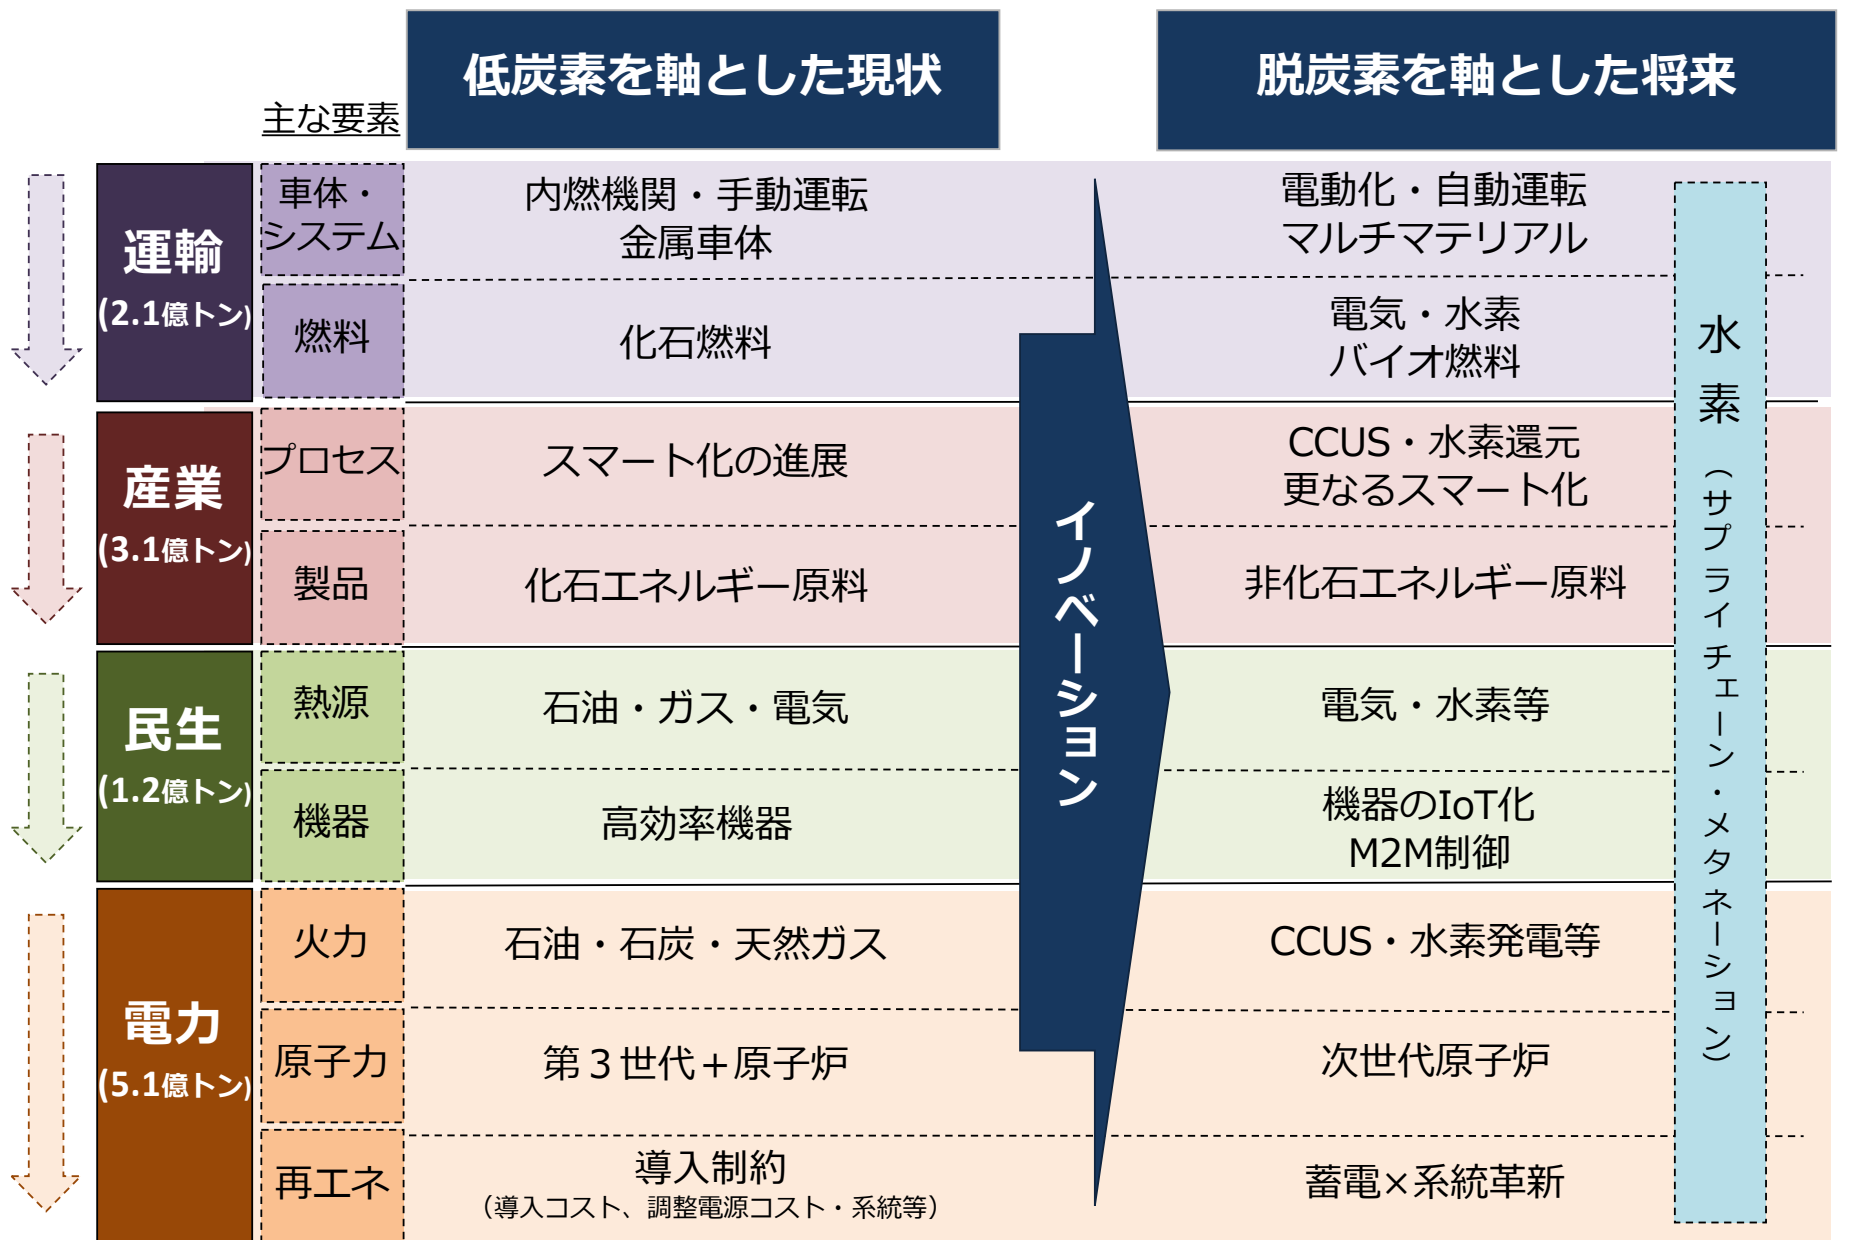 低炭素を軸とした現状
脱炭素を軸とした将来
主な要素
運輸
(2.1億トン)
車体・
システム
内燃機関・手動運転
金属車体
電動化・自動運転
マルチマテリアル
燃料
化石燃料
電気・水素
バイオ燃料
産業
(3.1億トン)
プロセス
スマート化の進展
CCUS・水素還元
更なるスマート化
製品
化石エネルギー原料
非化石エネルギー原料
民生
(1.2億トン)
熱源
石油・ガス・電気
電気・水素等
機器
高効率機器
機器のIoT化
M2M制御
電力
(5.1億トン)
火力
石油・石炭・天然ガス
CCUS・水素発電等
原子力
第３世代＋原子炉
次世代原子炉
再エネ
導入制約
（導入コスト、調整電源コスト・系統等）
蓄電×系統革新
イノベーション
水素（サプライチェーン・メタネーション）